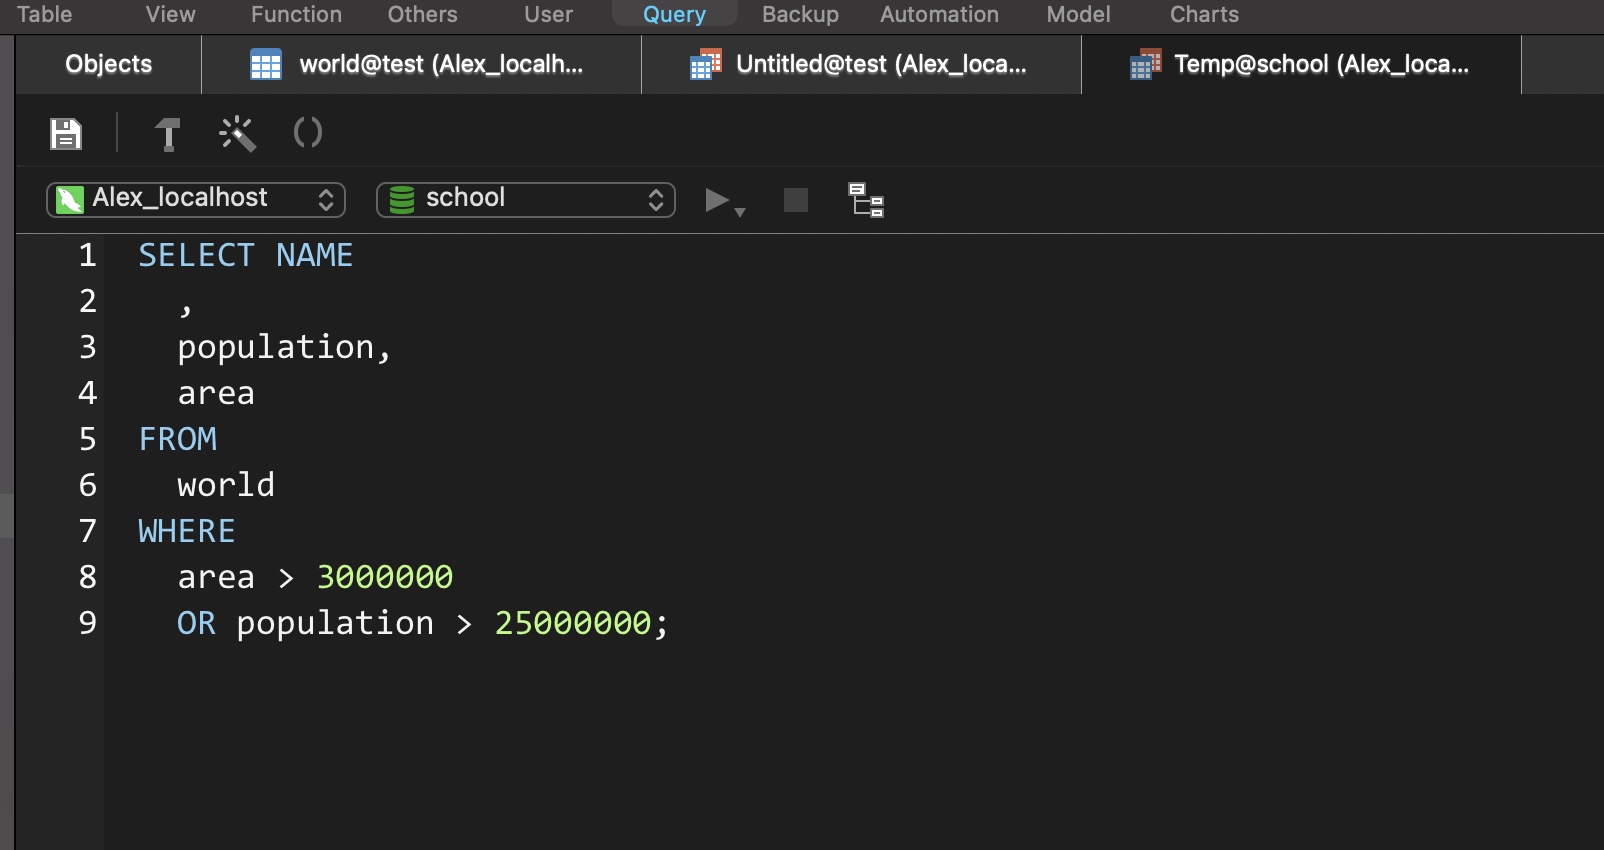 Table View Function Others User Query Backup Automation Model Charts
Objects world@test (Alex_localh... Untitled@test (Alex_loca... Temp@school (Alex_loca...
Alex_localhost school
1 SELECT NAME
2 ,
3 population,
4 area
5 FROM
6 world
7 WHERE
8 area > 3000000
9 OR population > 25000000;